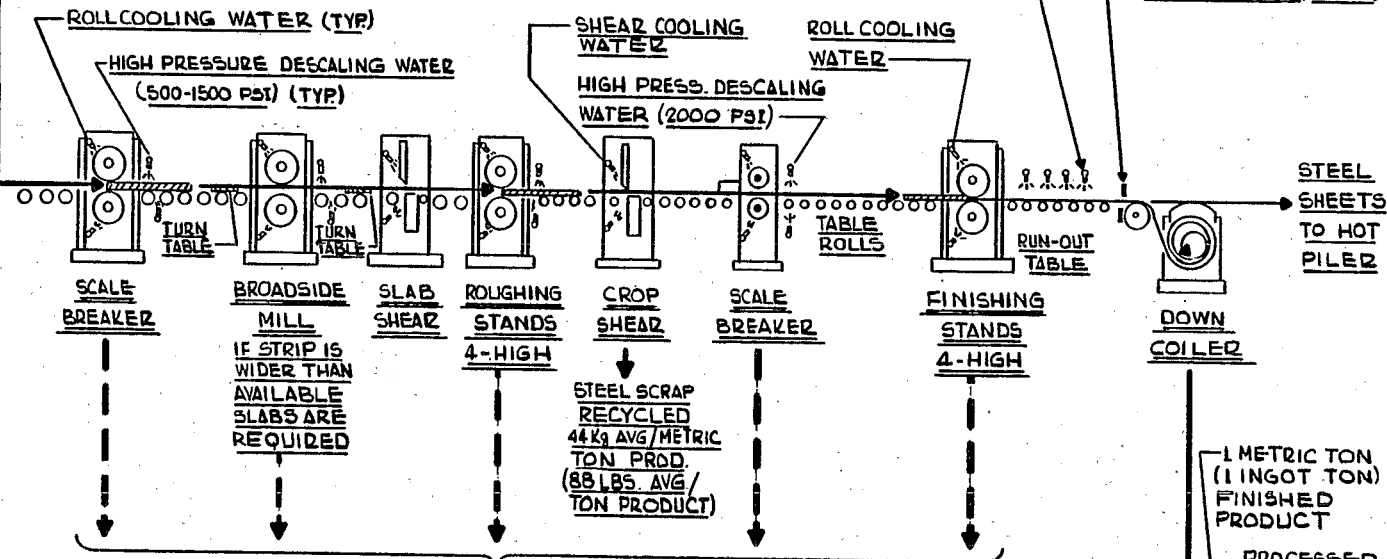 ROLL COOLING WATER (TYP.)
HIGH PRESSURE DESCALING WATER
(500-1500 PSI) (TYP.)
SHEAR COOLING
WATER
HIGH PRESS. DESCALING
WATER (2000 PSI)
ROLL COOLING
WATER
TURN
TABLE
TURN
TABLE
TABLE
ROLLS
RUN-OUT
TABLE
STEEL
SHEETS
TO HOT
PILER
SCALE
BREAKER
BROADSIDE
MILL
IF STRIP IS
WIDER THAN
AVAILABLE
SLABS ARE
REQUIRED
SLAB
SHEAR
ROUGHING
STANDS
4-HIGH
CROP
SHEAR
STEEL SCRAP
RECYCLED
44Kg AVG/METRIC
TON PROD.
(88 LBS. AVG/
TON PRODUCT)
SCALE
BREAKER
FINISHING
STANDS
4-HIGH
DOWN
COILER
1 METRIC TON
(1 INGOT TON)
FINISHED
PRODUCT
PROCESSED